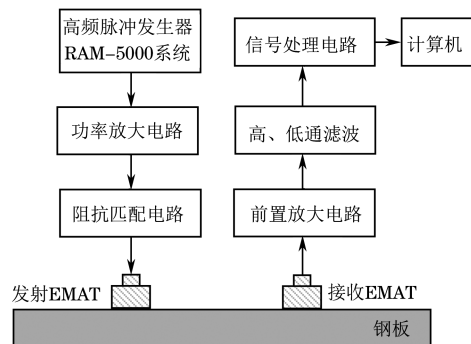 高频脉冲发生器
RAM-5000系统
功率放大电路
阻抗匹配电路
发射EMAT
信号处理电路
计算机
高、低通滤波
前置放大电路
接收EMAT
钢板